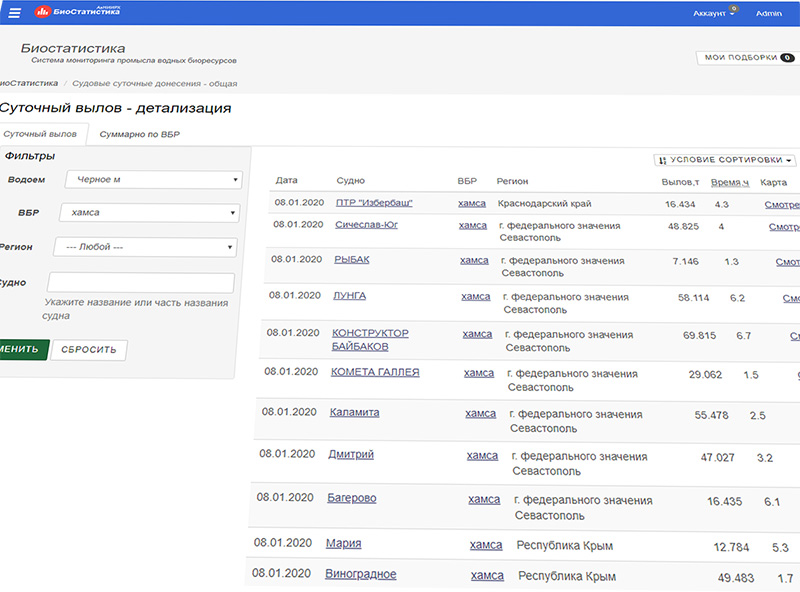 БиоСтатистика
Аккаунт 0 Admin
Биостатистика
Система мониторинга промысла водных биоресурсов
МОИ ПОДБОРКИ 0
иоСтатистика / Судовые суточные донесения - общая
Суточный вылов - детализация
Суточный вылов Суммарно по ВБР
Фильтры
Водоем Черное м
ВБР хамса
Регион --- Любой ---
удно
Укажите название или часть названия
судна
МЕНИТЬ СБРОСИТЬ
УСЛОВИЕ СОРТИРОВКИ
Дата Судно ВБР Регион Вылов,т Время,ч Карта
08.01.2020 ПТР "Избербаш" хамса Краснодарский край 16.434 4.3 Смотре
08.01.2020 Сичеслав-Юг хамса г. федерального значения 48.825 4 Смотр
Севастополь
08.01.2020 РЫБАК хамса г. федерального значения 7.146 1.3 Смот
Севастополь
08.01.2020 ЛУНГА хамса г. федерального значения 58.114 6.2 Смо
Севастополь
08.01.2020 КОНСТРУКТОР хамса г. федерального значения 69.815 6.7 С
БАЙБАКОВ Севастополь
08.01.2020 КОМЕТА ГАЛЛЕЯ хамса г. федерального значения 29.062 1.5
Севастополь
08.01.2020 Каламита хамса г. федерального значения 55.478 2.5
Севастополь
08.01.2020 Дмитрий хамса г. федерального значения 47.027 3.2
Севастополь
08.01.2020 Багерово хамса г. федерального значения 16.435 6.1
Севастополь
08.01.2020 Мария хамса Республика Крым 12.784 5.3
08.01.2020 Виноградное хамса Республика Крым 49.483 1.7